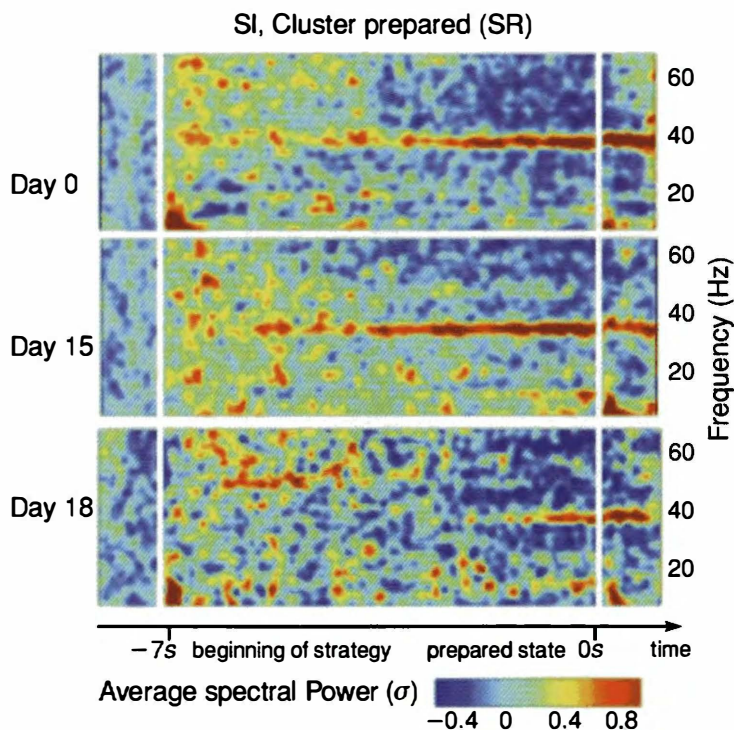 SI, Cluster prepared (SR)
60
40
Day 0
20
60
40
Day 15
20
Frequency (Hz)
60
Day 18
40
20
−7s beginning of strategy prepared state 0s time
Average spectral Power (σ)
−0.4 0 0.4 0.8